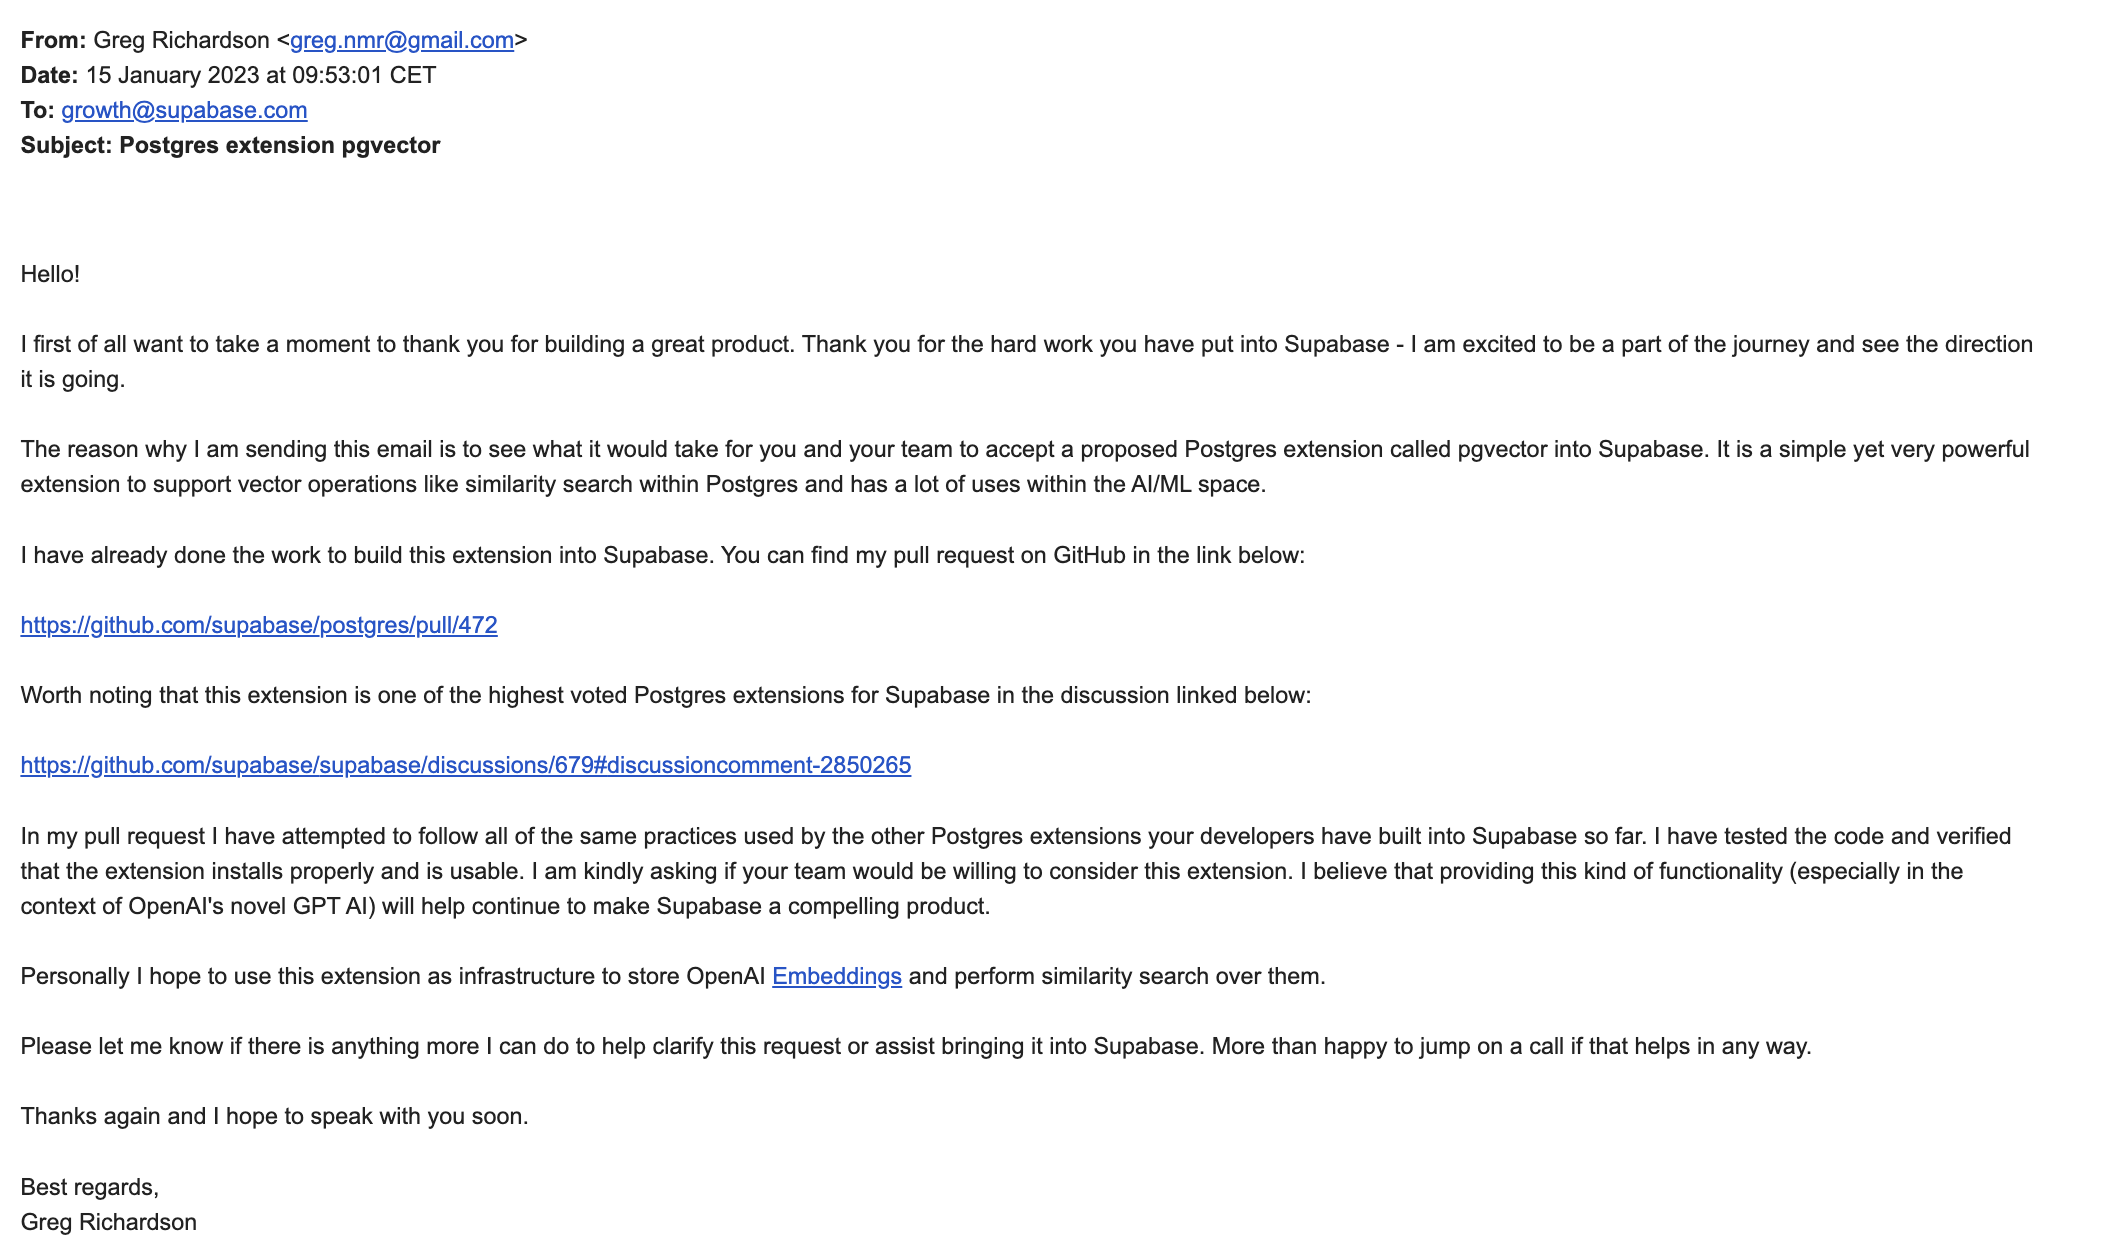 From: Greg Richardson <greg.nmr@gmail.com>
Date: 15 January 2023 at 09:53:01 CET
To: growth@supabase.com
Subject: Postgres extension pgvector
Hello!
I first of all want to take a moment to thank you for building a great product. Thank you for the hard work you have put into Supabase - I am excited to be a part of the journey and see the direction
it is going.
The reason why I am sending this email is to see what it would take for you and your team to accept a proposed Postgres extension called pgvector into Supabase. It is a simple yet very powerful
extension to support vector operations like similarity search within Postgres and has a lot of uses within the AI/ML space.
I have already done the work to build this extension into Supabase. You can find my pull request on GitHub in the link below:
https://github.com/supabase/postgres/pull/472
Worth noting that this extension is one of the highest voted Postgres extensions for Supabase in the discussion linked below:
https://github.com/supabase/supabase/discussions/679#discussioncomment-2850265
In my pull request I have attempted to follow all of the same practices used by the other Postgres extensions your developers have built into Supabase so far. I have tested the code and verified
that the extension installs properly and is usable. I am kindly asking if your team would be willing to consider this extension. I believe that providing this kind of functionality (especially in the
context of OpenAI's novel GPT AI) will help continue to make Supabase a compelling product.
Personally I hope to use this extension as infrastructure to store OpenAI Embeddings and perform similarity search over them.
Please let me know if there is anything more I can do to help clarify this request or assist bringing it into Supabase. More than happy to jump on a call if that helps in any way.
Thanks again and I hope to speak with you soon.
Best regards,
Greg Richardson